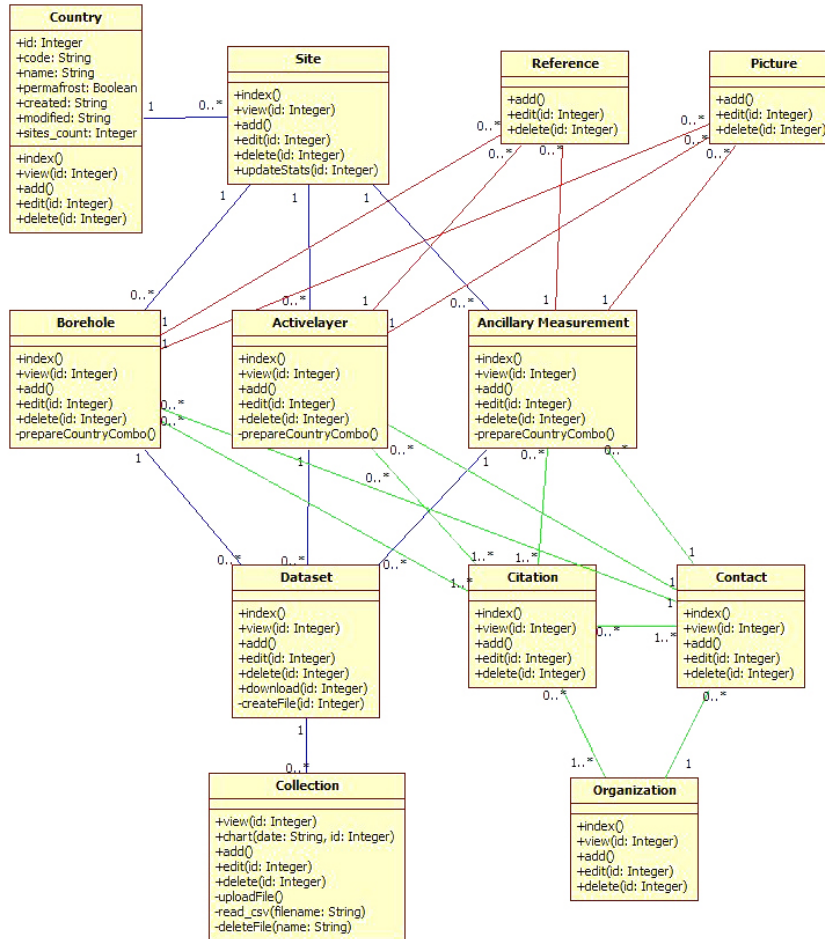 Country
+id: Integer
+code: String
+name: String
+permafrost: Boolean
+created: String
+modified: String
+sites_count: Integer
+index()
+view(id: Integer)
+add()
+edit(id: Integer)
+delete(id: Integer)
1
0..*
Site
+index()
+view(id: Integer)
+add()
+edit(id: Integer)
+delete(id: Integer)
+updateStats(id: Integer)
1
1
1
Reference
+add()
+edit(id: Integer)
+delete(id: Integer)
0..*
0..*
0..*
Picture
+add()
+edit(id: Integer)
+delete(id: Integer)
0..*
0..*
0..*
0..*
0..*
0..*
1
1
1
1
1
1
Borehole
+index()
+view(id: Integer)
+add()
+edit(id: Integer)
+delete(id: Integer)
-prepareCountryCombo()
0..*
0..*
1
Activelayer
+index()
+view(id: Integer)
+add()
+edit(id: Integer)
+delete(id: Integer)
-prepareCountryCombo()
1
0..*
0..*
Ancillary Measurement
+index()
+view(id: Integer)
+add()
+edit(id: Integer)
+delete(id: Integer)
-prepareCountryCombo()
1
0..*
0..*
0..*
0..*
0..*
1..*
1..*
1..*
1
1
1
Dataset
+index()
+view(id: Integer)
+add()
+edit(id: Integer)
+delete(id: Integer)
+download(id: Integer)
-createFile(id: Integer)
1
0..*
Citation
+index()
+view(id: Integer)
+add()
+edit(id: Integer)
+delete(id: Integer)
0..*
1..*
Contact
+index()
+view(id: Integer)
+add()
+edit(id: Integer)
+delete(id: Integer)
0..*
0..*
1..*
1
Collection
+view(id: Integer)
+chart(date: String, id: Integer)
+add()
+edit(id: Integer)
+delete(id: Integer)
-uploadFile()
-read_csv(filename: String)
-deleteFile(name: String)
Organization
+index()
+view(id: Integer)
+add()
+edit(id: Integer)
+delete(id: Integer)